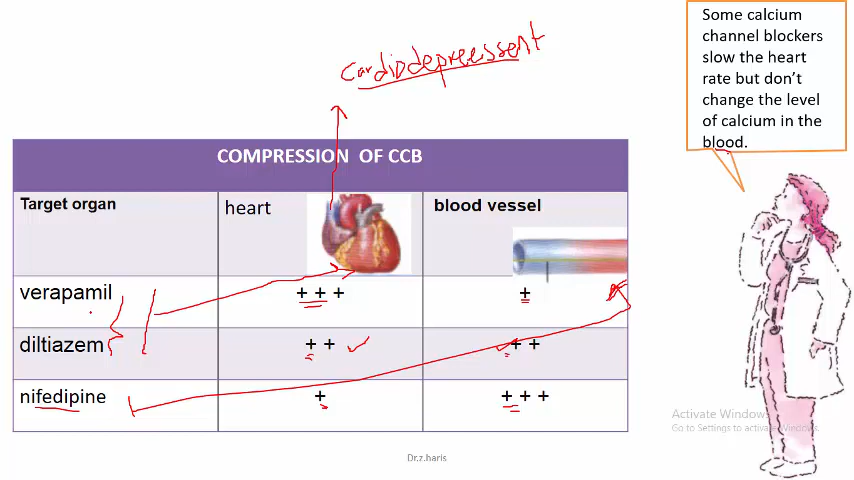 cardiodepreessent
Some calcium
channel blockers
slow the heart
rate but don't
change the level
of calcium in the
blood.
COMPRESSION OF CCB
Target organ heart blood vessel
verapamil + + + +
diltiazem + + + +
nifedipine + + + +
Activate Windows
Go to Settings to activate Windows.
Dr.z.haris